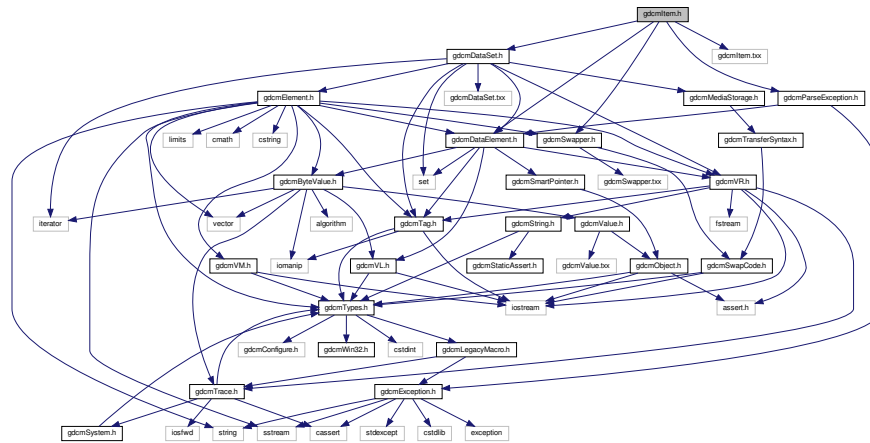 gdcmItem.h
gdcmDataSet.h
gdcmItem.txx
gdcmElement.h
gdcmDataSet.txx
gdcmMediaStorage.h
gdcmParseException.h
limits
cmath
cstring
gdcmDataElement.h
gdcmSwapper.h
gdcmTransferSyntax.h
gdcmByteValue.h
set
gdcmSmartPointer.h
gdcmSwapper.txx
gdcmVR.h
iterator
vector
algorithm
gdcmTag.h
gdcmString.h
gdcmValue.h
fstream
gdcmVM.h
iomanip
gdcmVL.h
gdcmStaticAssert.h
gdcmValue.txx
gdcmObject.h
gdcmSwapCode.h
gdcmTypes.h
iostream
assert.h
gdcmConfigure.h
gdcmWin32.h
cstdint
gdcmLegacyMacro.h
gdcmTrace.h
gdcmException.h
gdcmSystem.h
iosfwd
string
sstream
cassert
stdexcept
cstdlib
exception